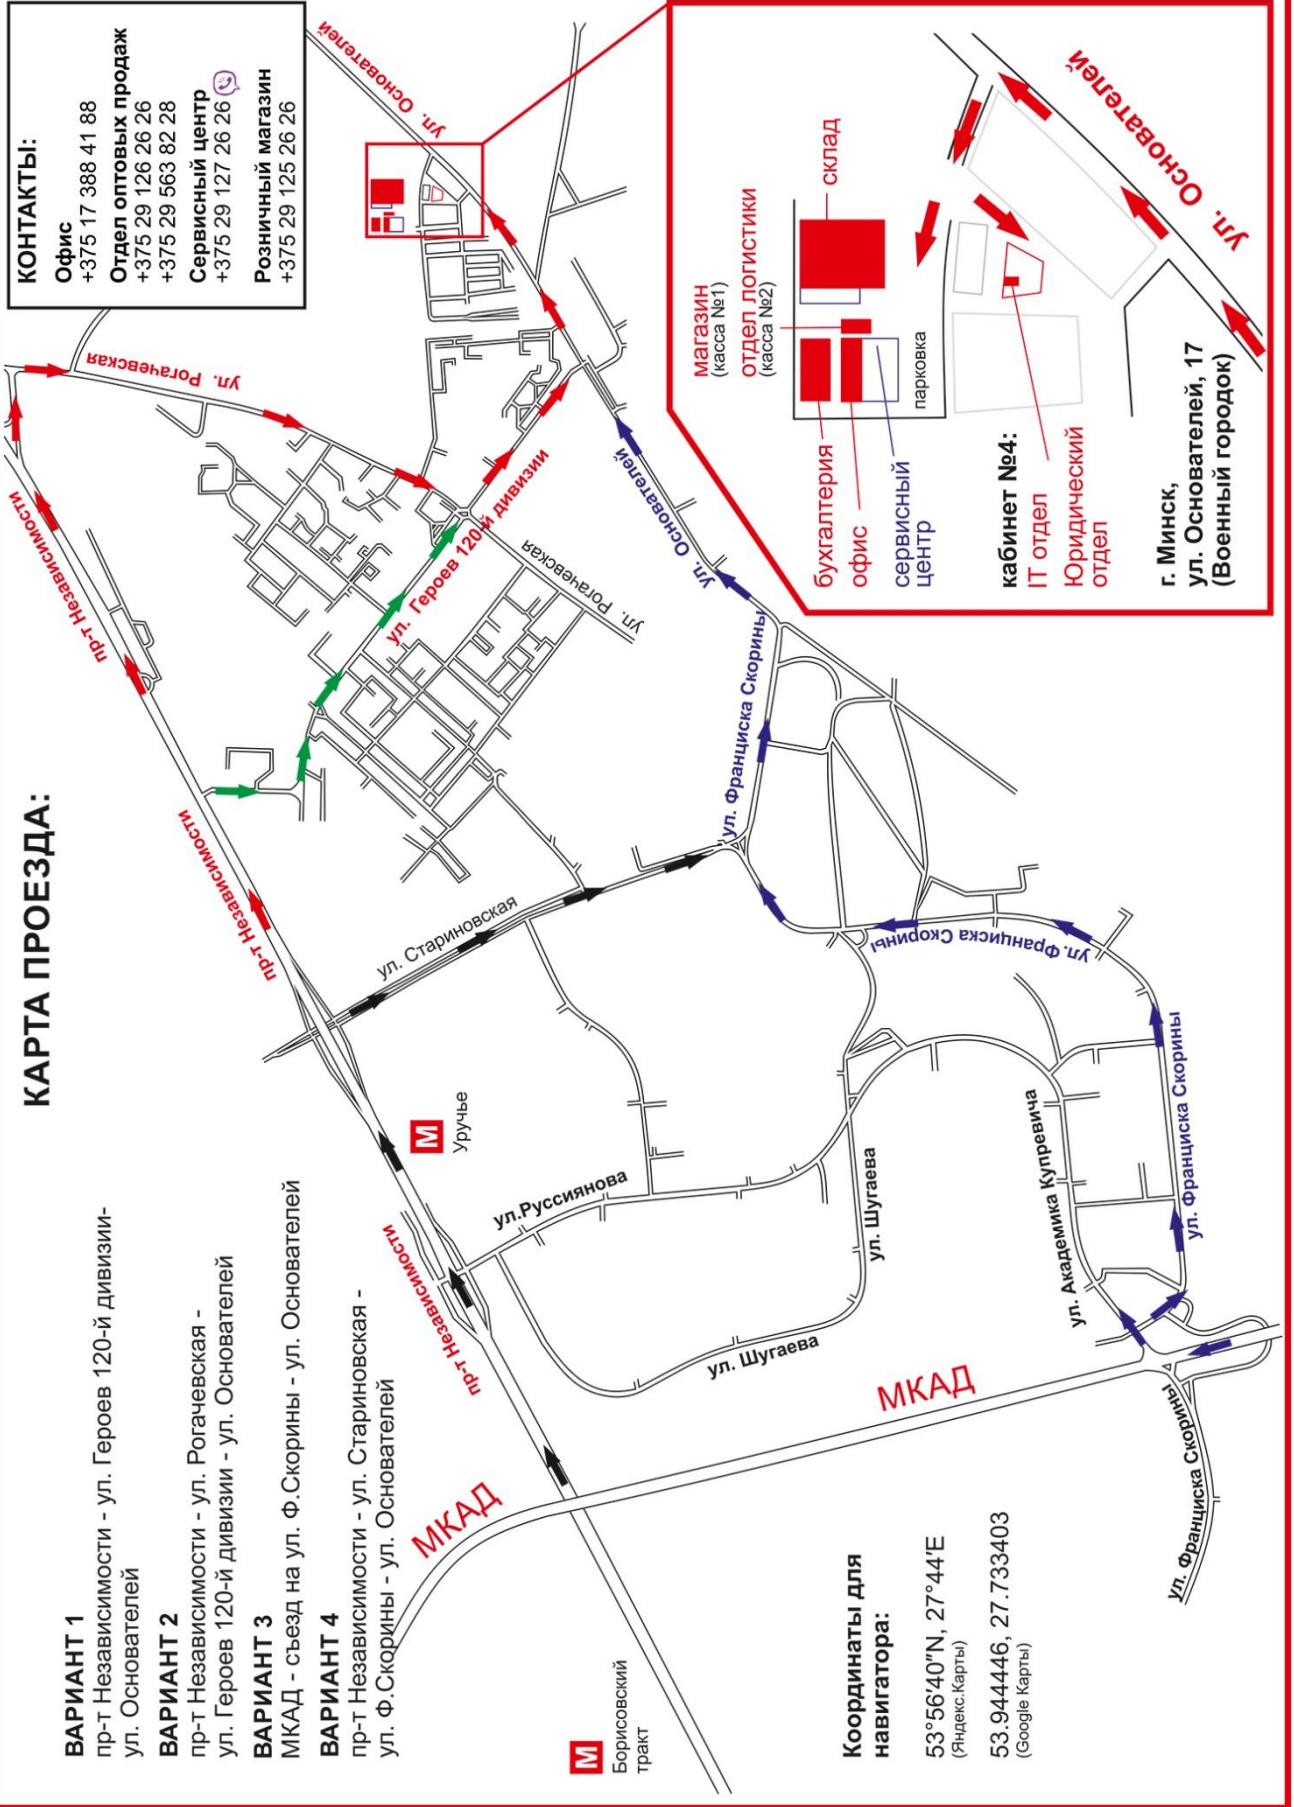 КАРТА ПРОЕЗДА:
ВАРИАНТ 1
пр-т Независимости - ул. Героев 120-й дивизии-
ул. Основателей
ВАРИАНТ 2
пр-т Независимости - ул. Рогачевская -
ул. Героев 120-й дивизии - ул. Основателей
ВАРИАНТ 3
МКАД - съезд на ул. Ф.Скорины - ул. Основателей
ВАРИАНТ 4
пр-т Независимости - ул. Стариновская -
ул. Ф.Скорины - ул. Основателей
КОНТАКТЫ:
Офис
+375 17 388 41 88
Отдел оптовых продаж
+375 29 126 26 26
+375 29 563 82 28
Сервисный центр
+375 29 127 26 26
Розничный магазин
+375 29 125 26 26
пр-т Независимости
пр-т Независимости
пр-т Независимости
пр-т Независимости
ул. Рогачевская
ул. Основателей
ул. Героев 120-й дивизии
ул. Рогачевская
ул. Стариновская
М
Уручье
ул.Руссиянова
ул. Основателей
ул. Франциска Скорины
ул. Франциска Скорины
ул. Франциска Скорины
ул. Шугаева
ул. Шугаева
ул. Академика Купревича
МКАД
МКАД
ул. Франциска Скорины
М
Борисовский
тракт
Координаты для
навигатора:
53°56'40"N, 27°44'E
(Яндекс.Карты)
53.944446, 27.733403
(Google Карты)
магазин
(касса №1)
отдел логистики
(касса №2)
склад
бухгалтерия
офис
сервисный
центр
парковка
кабинет №4:
IT отдел
Юридический
отдел
ул. Основателей
г. Минск,
ул. Основателей, 17
(Военный городок)